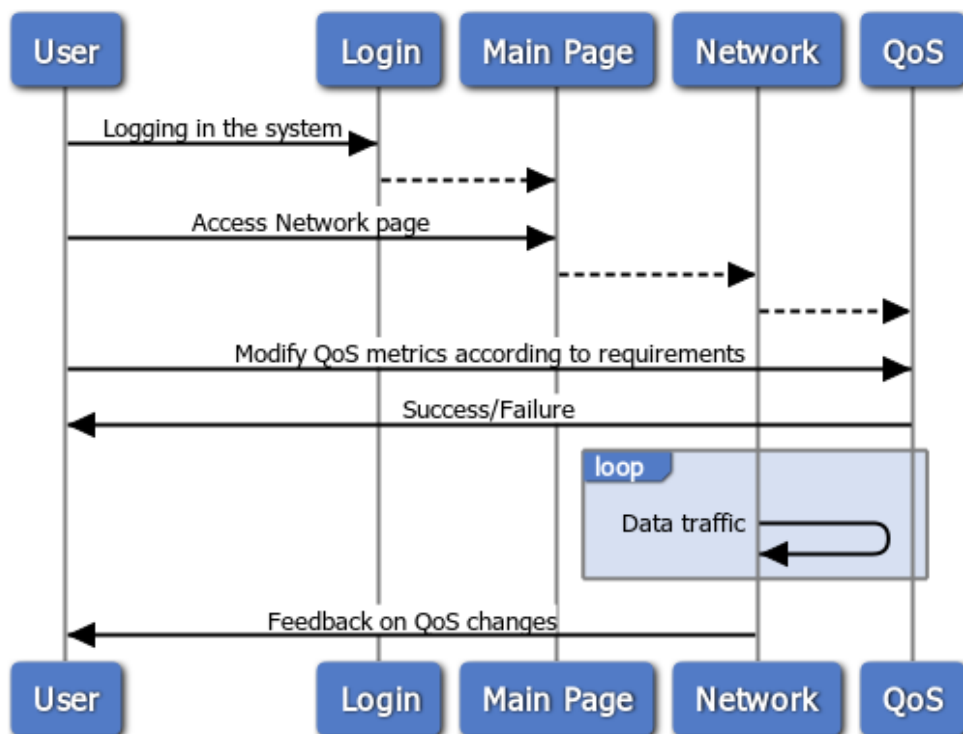 User Login Main Page Network QoS
Logging in the system
Access Network page
Modify QoS metrics according to requirements
Success/Failure
loop
Data traffic
Feedback on QoS changes
User Login Main Page Network QoS